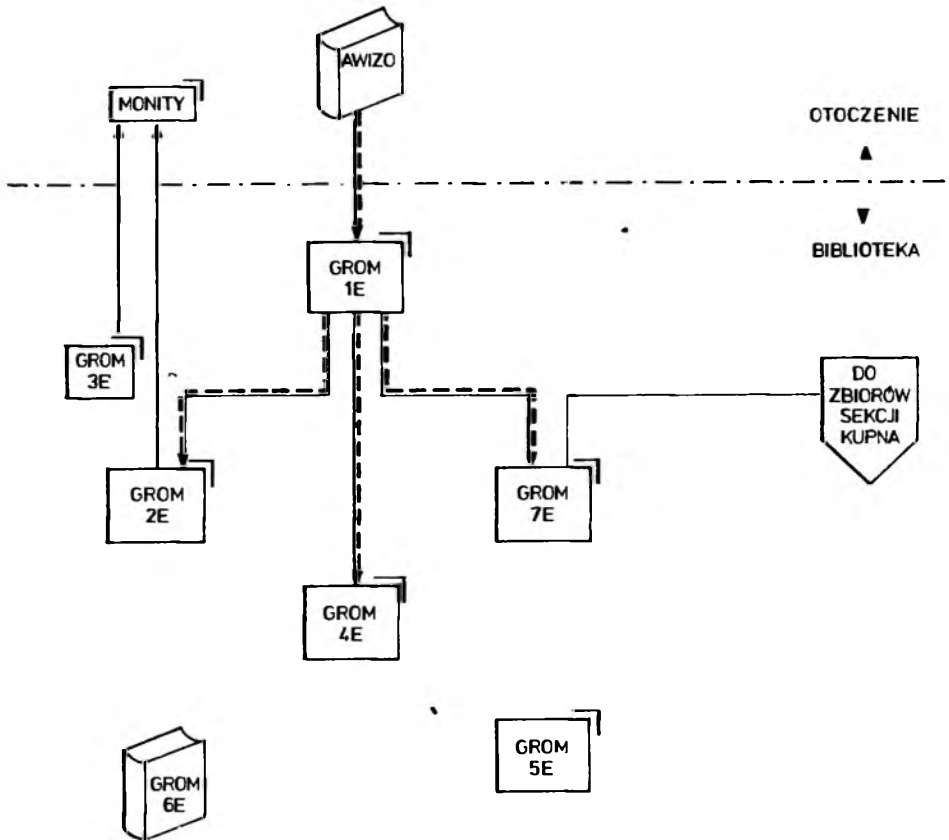 AWIZO
MONITY
OTOCZENIE
BIBLIOTEKA
GROM
1E
GROM
3E
DO
ZBIORÓW
SEKCJI
KUPNA
GROM
2E
GROM
7E
GROM
4E
GROM
5E
GROM
6E